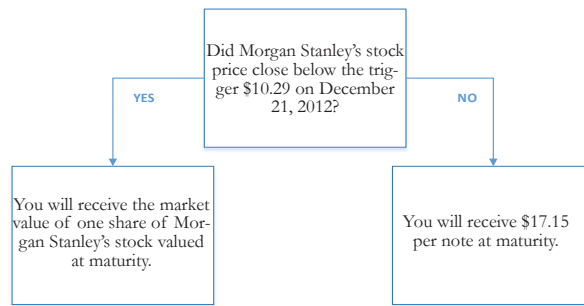 Did Morgan Stanley's stock
price close below the trig-
ger $10.29 on December
21, 2012?
YES
NO
You will receive the market
value of one share of Mor-
gan Stanley's stock valued
at maturity.
You will receive $17.15
per note at maturity.